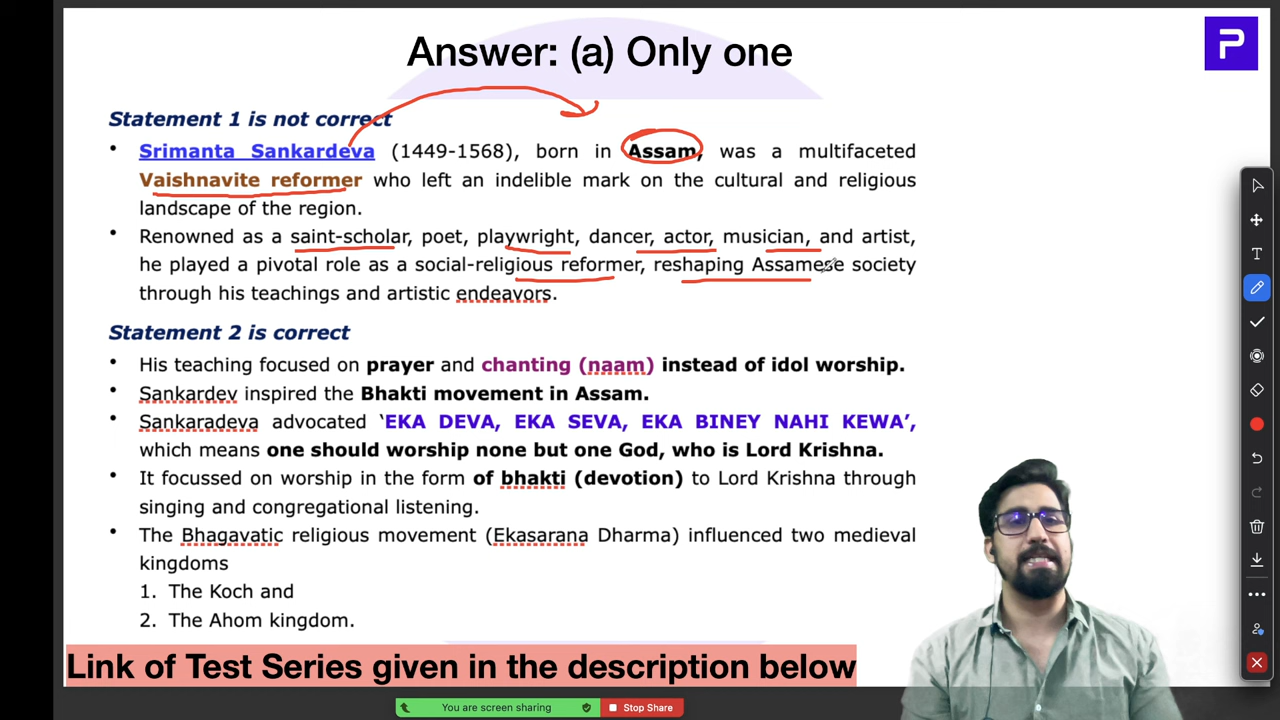 Answer: (a) Only one
Statement 1 is not correct
• Srimanta Sankardeva (1449-1568), born in Assam, was a multifaceted
Vaishnavite reformer who left an indelible mark on the cultural and religious
landscape of the region.
• Renowned as a saint-scholar, poet, playwright, dancer, actor, musician, and artist,
he played a pivotal role as a social-religious reformer, reshaping Assamese society
through his teachings and artistic endeavors.
Statement 2 is correct
• His teaching focused on prayer and chanting (naam) instead of idol worship.
• Sankardev inspired the Bhakti movement in Assam.
• Sankaradeva advocated ‘EKA DEVA, EKA SEVA, EKA BINEY NAHI KEWA’,
which means one should worship none but one God, who is Lord Krishna.
• It focussed on worship in the form of bhakti (devotion) to Lord Krishna through
singing and congregational listening.
• The Bhagavatic religious movement (Ekasarana Dharma) influenced two medieval
kingdoms
1. The Koch and
2. The Ahom kingdom.
Link of Test Series given in the description below
You are screen sharing
Stop Share
P
T